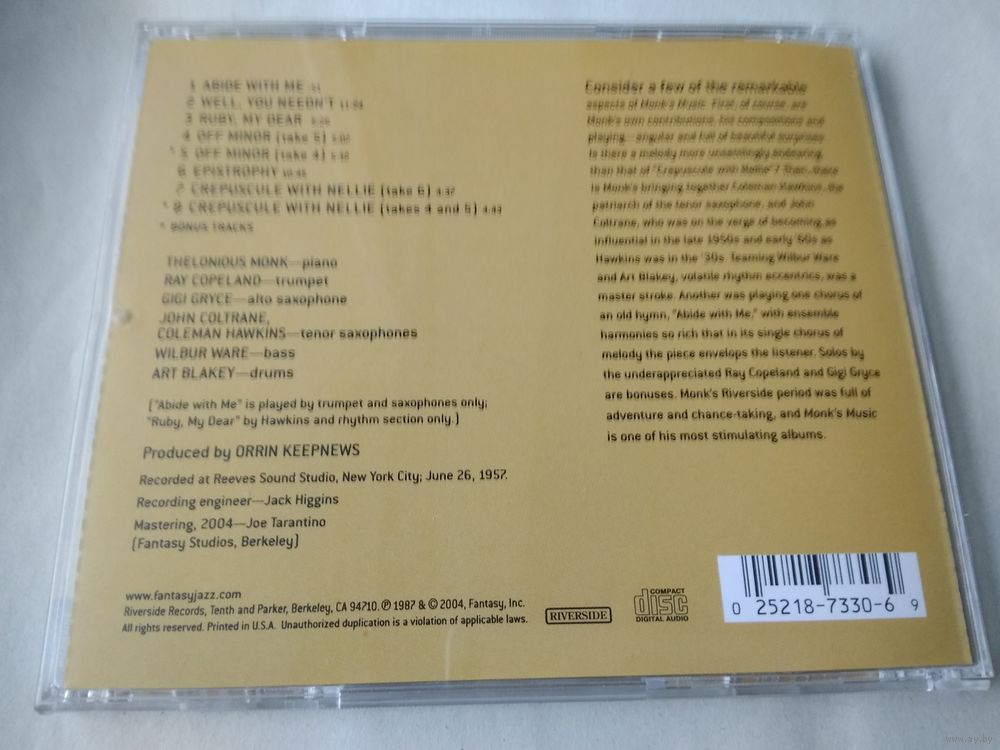 1 ABIDE WITH ME
2 WELL, YOU NEEDN'T
3 RUBY, MY DEAR
4 OFF MINOR (take 5)
* 5 OFF MINOR (take 4)
6 EPISTROPHY
7 CREPUSCULE WITH NELLIE (take 6) 4:37
* 8 CREPUSCULE WITH NELLIE (takes 4 and 5) 4:43
* BONUS TRACKS
THELONIOUS MONK—piano
RAY COPELAND—trumpet
GIGI GRYCE—alto saxophone
JOHN COLTRANE,
COLEMAN HAWKINS—tenor saxophones
WILBUR WARE—bass
ART BLAKEY—drums
("Abide with Me" is played by trumpet and saxophones only;
"Ruby, My Dear" by Hawkins and rhythm section only.)
Produced by ORRIN KEEPNEWS
Recorded at Reeves Sound Studio, New York City; June 26, 1957.
Recording engineer—Jack Higgins
Mastering, 2004—Joe Tarantino
(Fantasy Studios, Berkeley)
www.fantasyjazz.com
Riverside Records, Tenth and Parker, Berkeley, CA 94710. ℗ 1987 & © 2004, Fantasy, Inc.
All rights reserved. Printed in U.S.A. Unauthorized duplication is a violation of applicable laws.
Consider a few of the remarkable
aspects of Monk's Music. First, of course, are
Monk's own contributions, his compositions and
playing—angular and full of beautiful surprises.
Is there a melody more unsettlingly endearing
than that of "Crepuscule with Nellie"? Then, there
is Monk's bringing together Coleman Hawkins, the
patriarch of the tenor saxophone, and John
Coltrane, who was on the verge of becoming as
influential in the late 1950s and early '60s as
Hawkins was in the '30s. Teaming Wilbur Ware
and Art Blakey, volatile rhythm eccentrics, was a
master stroke. Another was playing one chorus of
an old hymn, "Abide with Me," with ensemble
harmonies so rich that in its single chorus of
melody the piece envelops the listener. Solos by
the underappreciated Ray Copeland and Gigi Gryce
are bonuses. Monk's Riverside period was full of
adventure and chance-taking, and Monk's Music
is one of his most stimulating albums.
RIVERSIDE
COMPACT
disc
DIGITAL AUDIO
0 25218-7330-6 9
www.ay.by